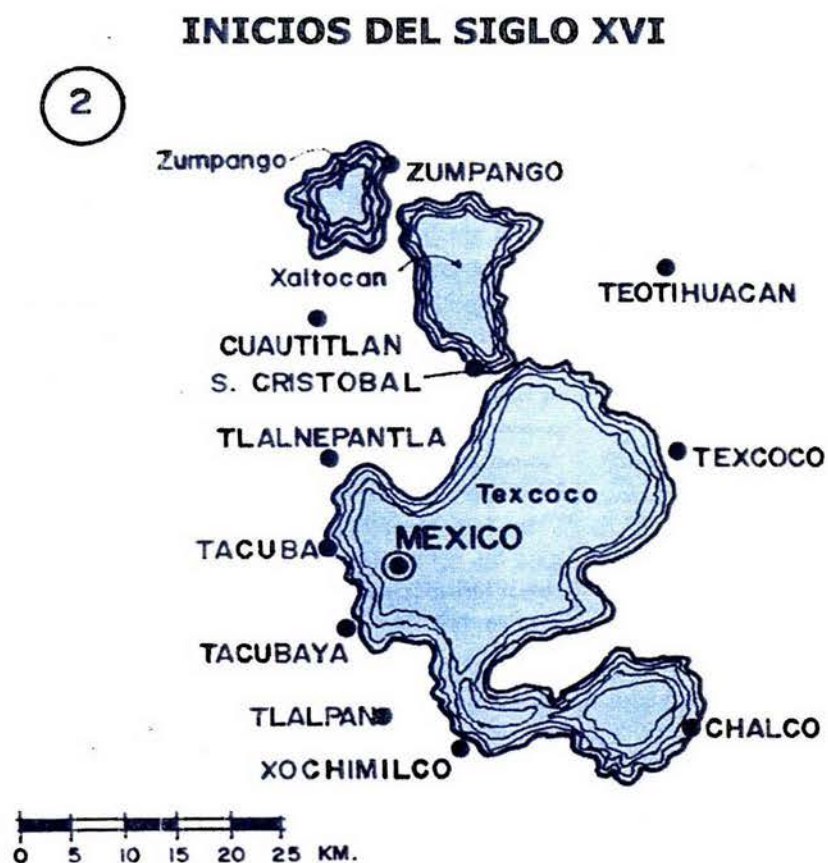 INICIOS DEL SIGLO XVI
2
Zumpango
ZUMPANGO
Xaltocan
TEOTIHUACAN
CUAUTITLAN
S. CRISTOBAL
TLALNEPANTLA
TEXCOCO
Texcoco
MEXICO
TACUBA
TACUBAYA
TLALPAN
CHALCO
XOCHIMILCO
0 5 10 15 20 25 KM.